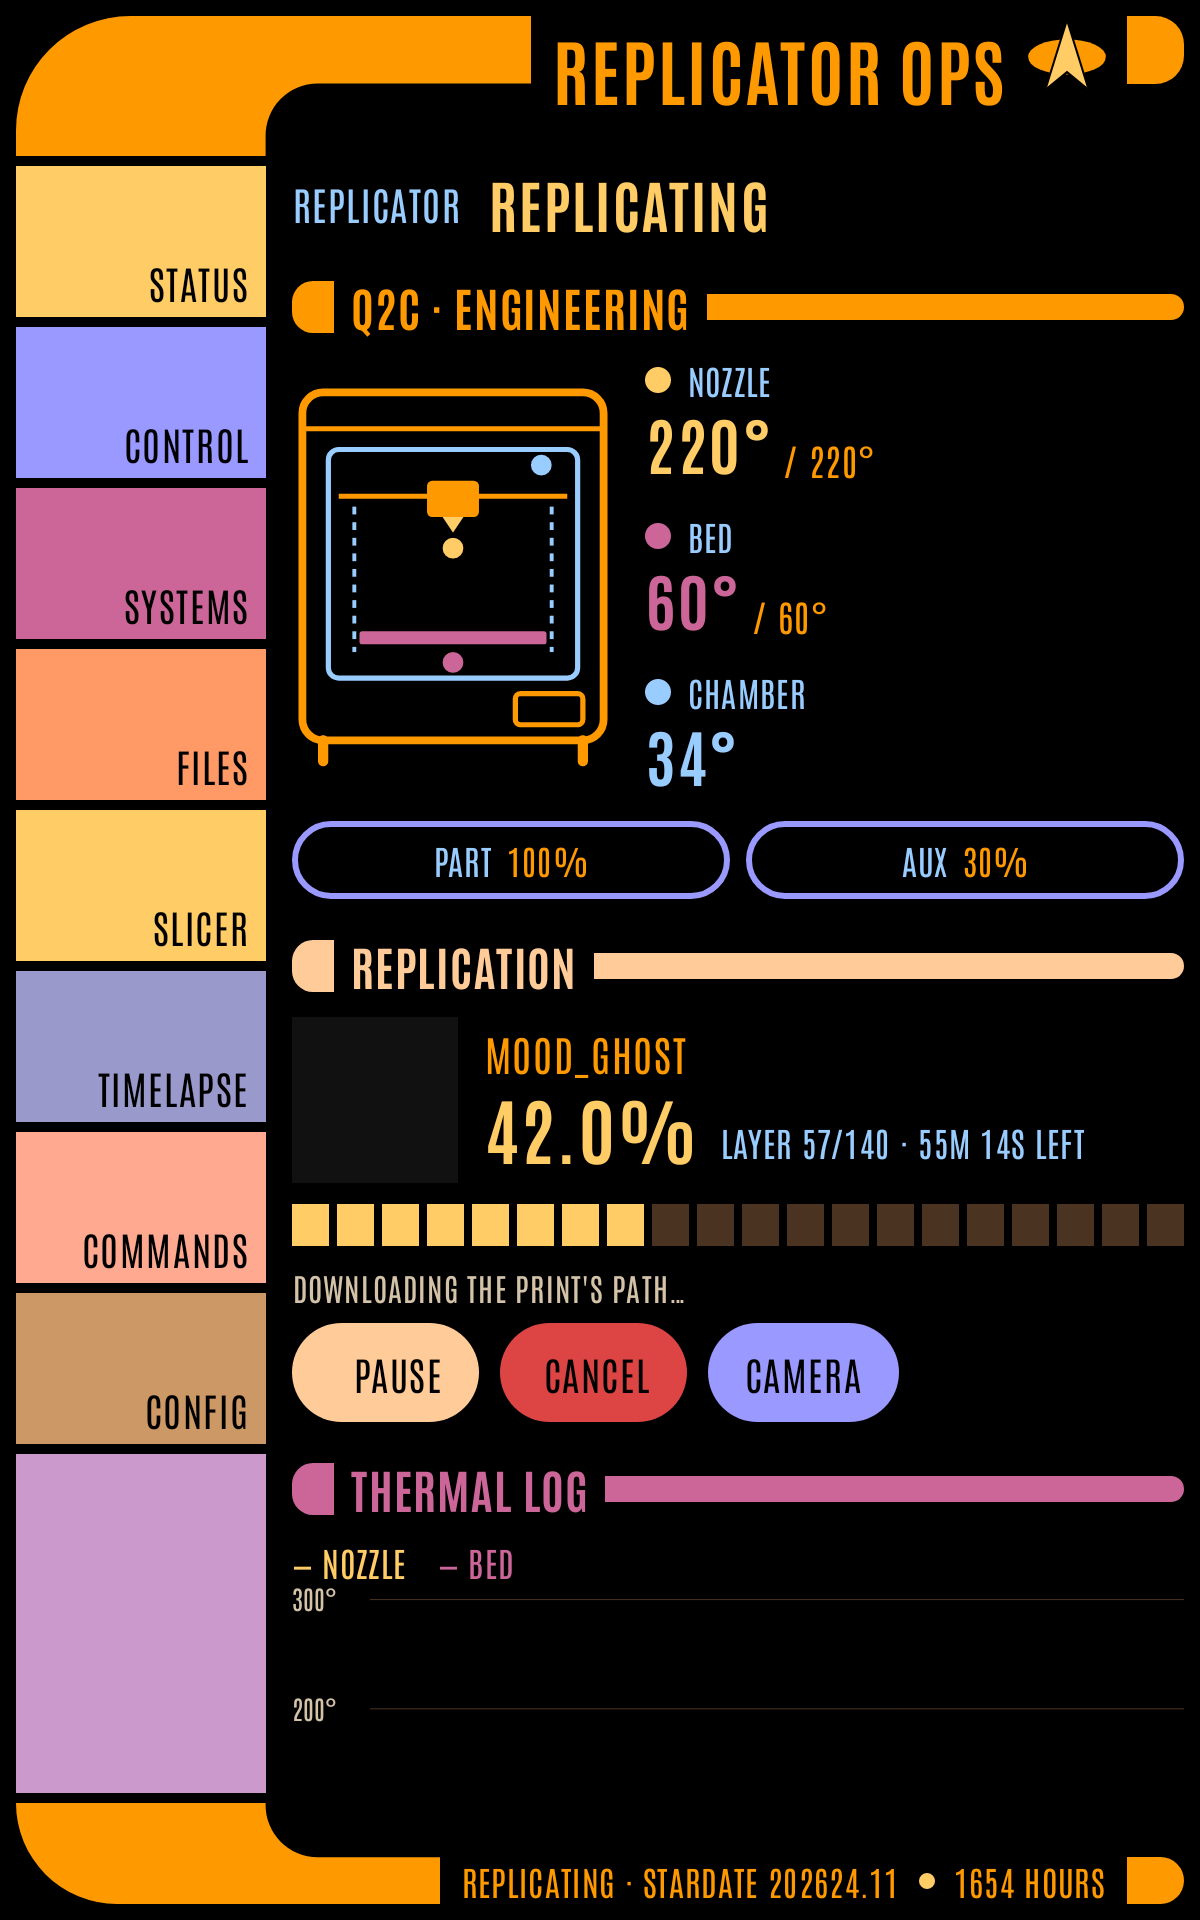 REPLICATOR OPS
REPLICATOR REPLICATING
STATUS
CONTROL
SYSTEMS
FILES
SLICER
TIMELAPSE
COMMANDS
CONFIG
Q2C · ENGINEERING
NOZZLE
220° / 220°
BED
60° / 60°
CHAMBER
34°
PART 100%
AUX 30%
REPLICATION
MOOD_GHOST
42.0% LAYER 57/140 · 55M 14S LEFT
DOWNLOADING THE PRINT'S PATH…
PAUSE
CANCEL
CAMERA
THERMAL LOG
– NOZZLE – BED
300°
200°
REPLICATING · STARDATE 202624.11 • 1654 HOURS